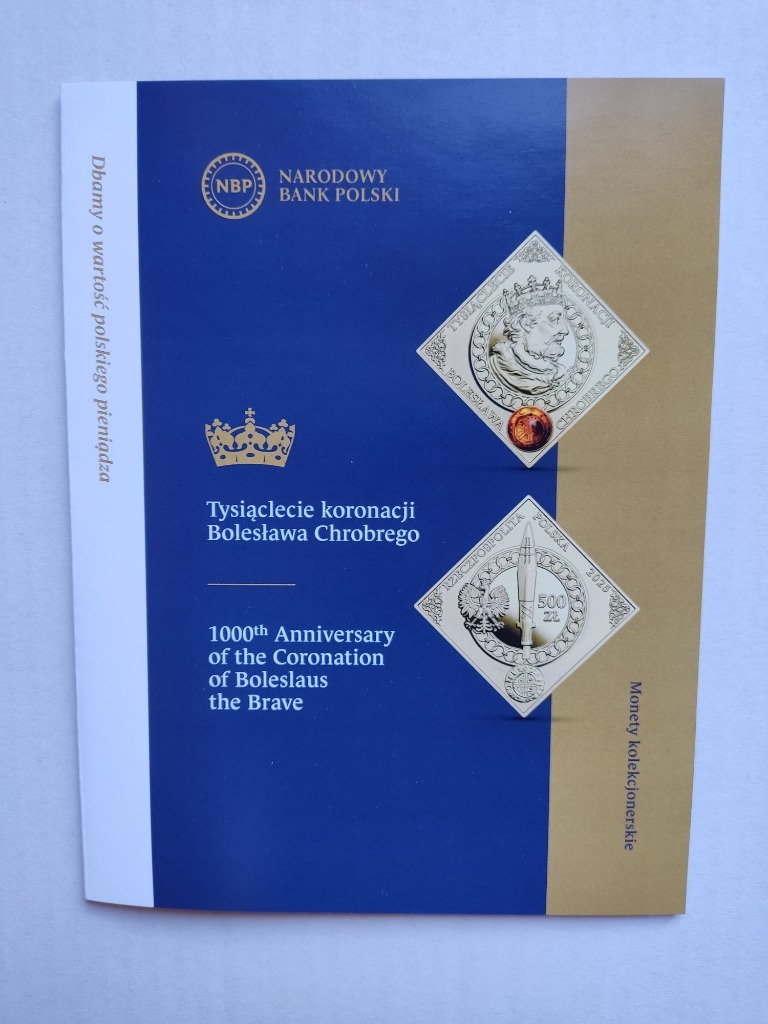 Dbamy o wartość polskiego pieniądza
NBP
NARODOWY
BANK POLSKI
TYSIĄCLECIE KORONACJI
BOLESŁAWA CHROBREGO
Tysiąclecie koronacji
Bolesława Chrobrego
RZECZPOSPOLITA POLSKA 2025
500
ZŁ
1000th Anniversary
of the Coronation
of Boleslaus
the Brave
Monety kolekcjonerskie